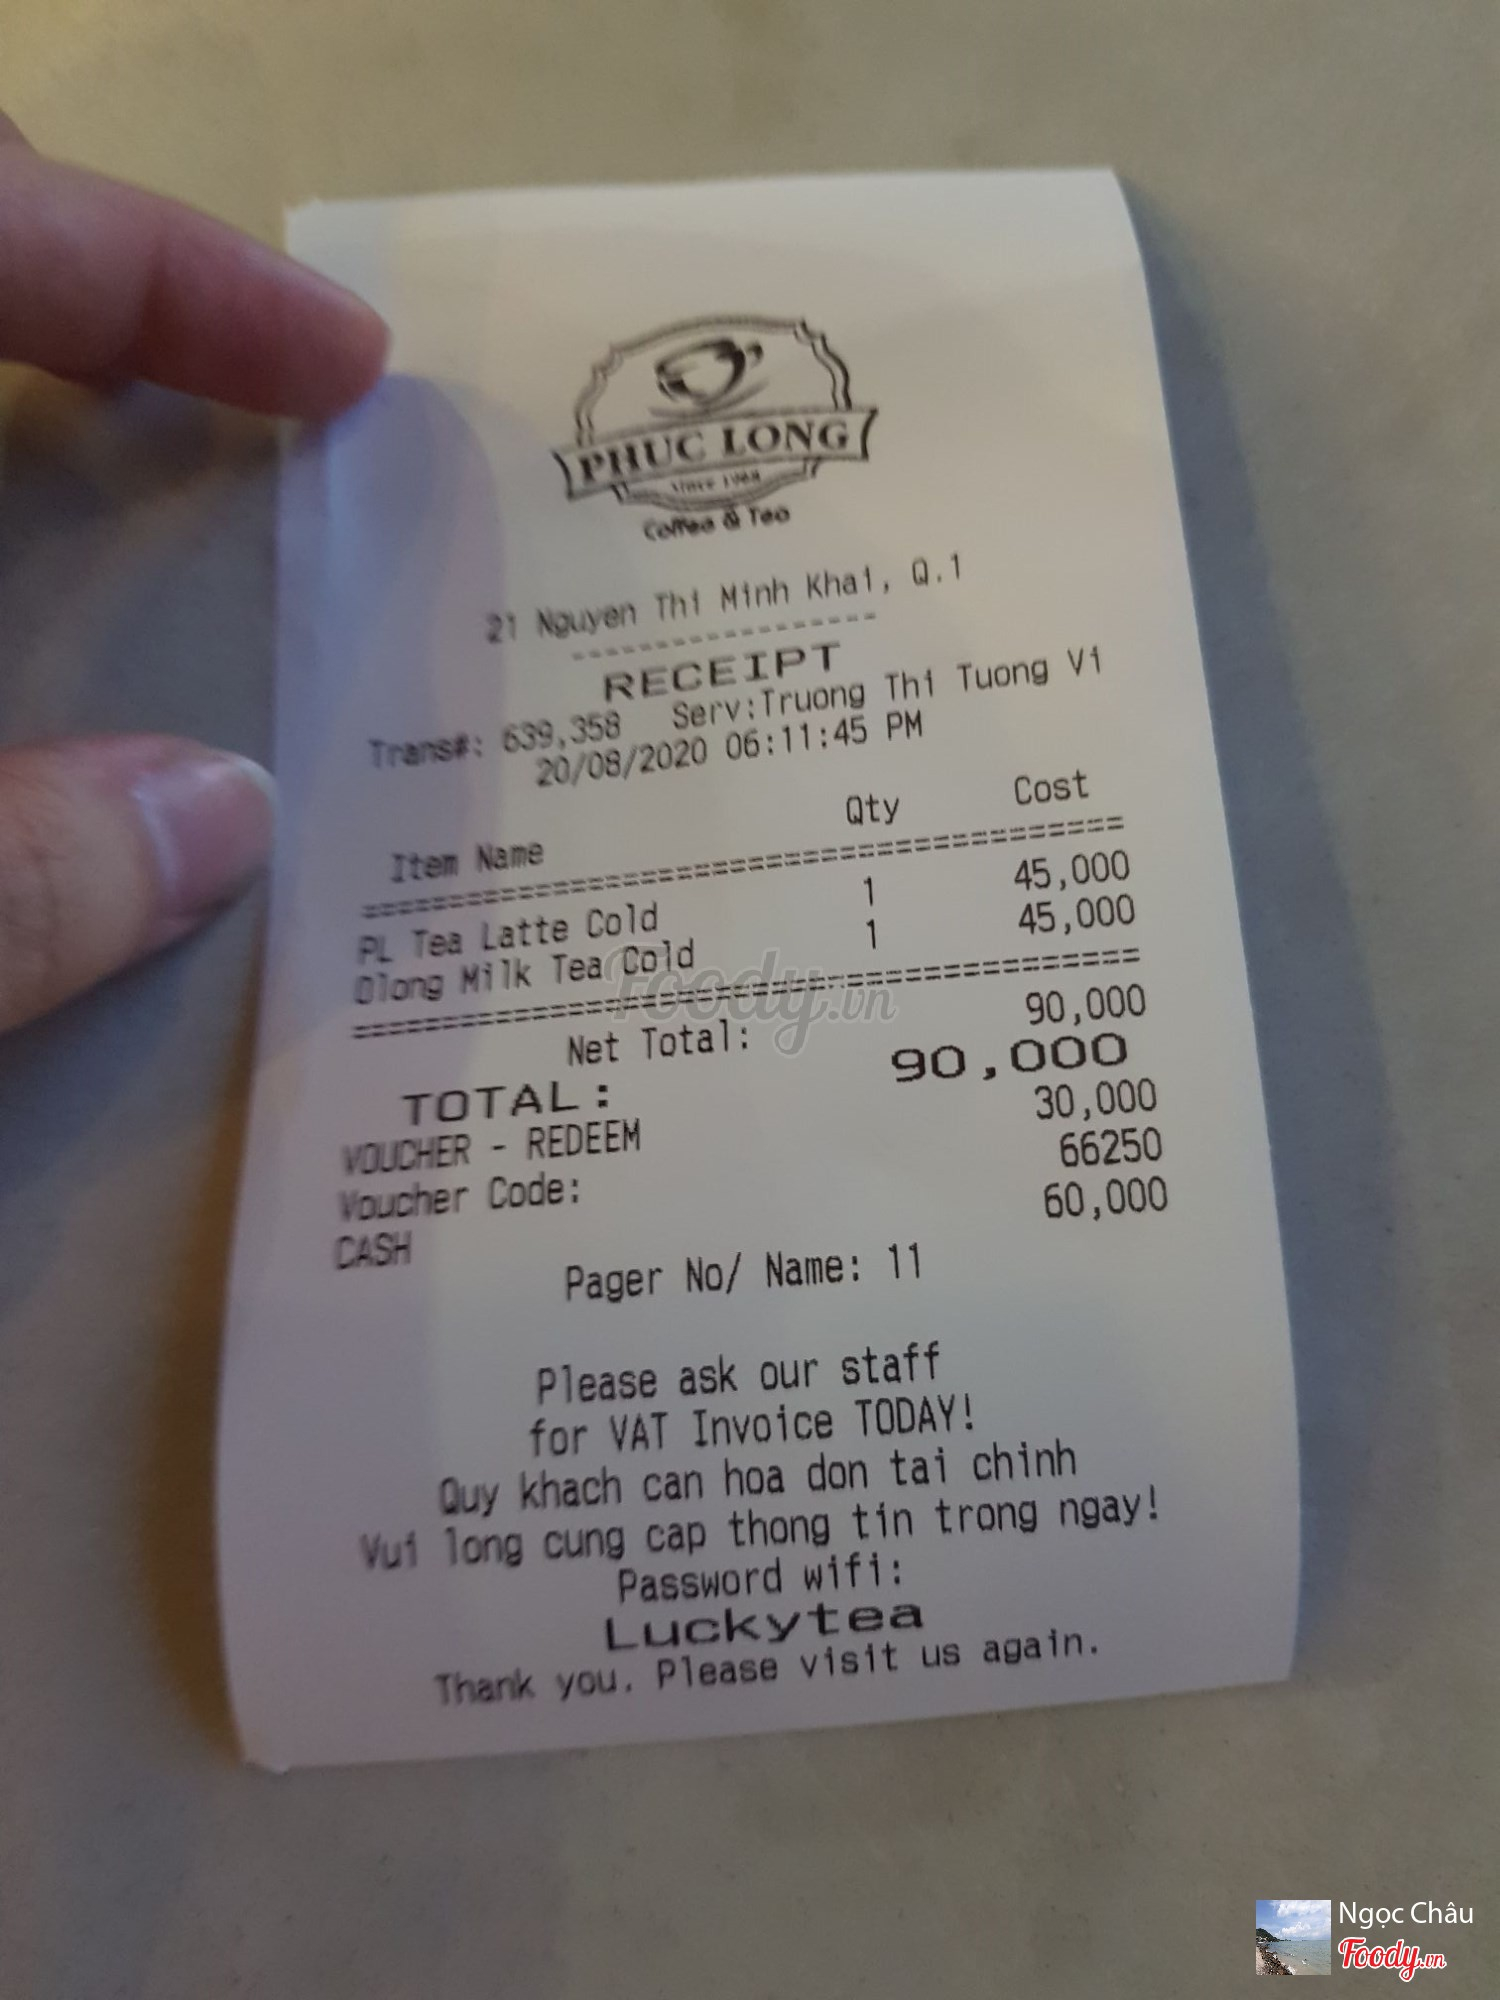 PHUC LONG
since 1968
Coffee & Tea
21 Nguyen Thi Minh Khai, Q.1
------------------
RECEIPT
Trans#: 639,358 Serv:Truong Thi Tuong Vi
20/08/2020 06:11:45 PM
Item Name Qty Cost
PL Tea Latte Cold 1 45,000
Olong Milk Tea Cold 1 45,000
Net Total: 90,000
TOTAL: 90,000
VOUCHER - REDEEM 30,000
Voucher Code: 66250
CASH 60,000
Pager No/ Name: 11
Please ask our staff
for VAT Invoice TODAY!
Quy khach can hoa don tai chinh
Vui long cung cap thong tin trong ngay!
Password wifi:
Luckytea
Thank you. Please visit us again.
Foody.vn
Ngọc Châu
Foody.vn